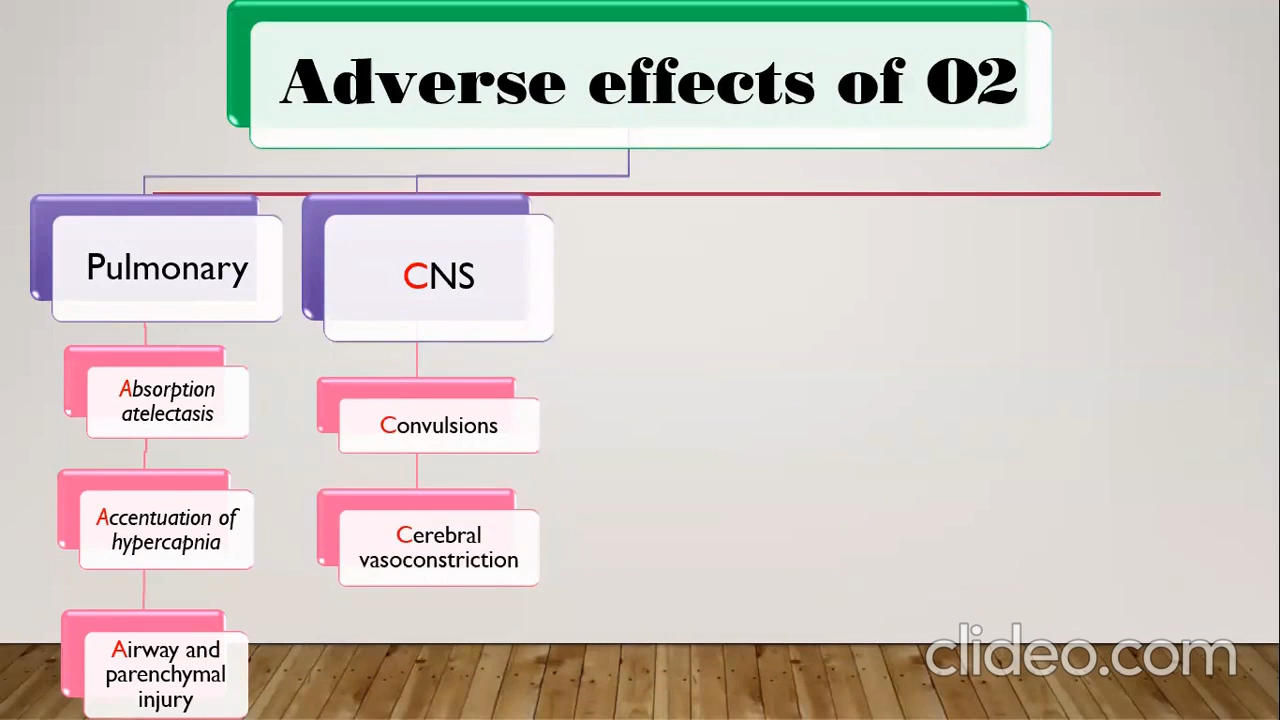 Adverse effects of O2
Pulmonary
Absorption
atelectasis
Accentuation of
hypercapnia
Airway and
parenchymal
injury
CNS
Convulsions
Cerebral
vasoconstriction
clideo.com